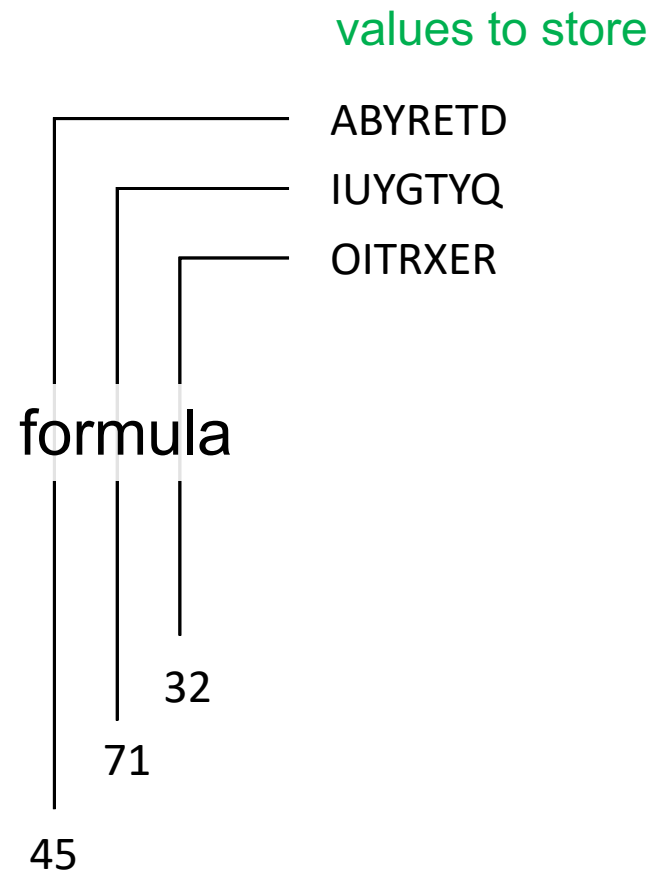 values to store
ABYRETD
IUYGTYQ
OITRXER
formula
32
71
45